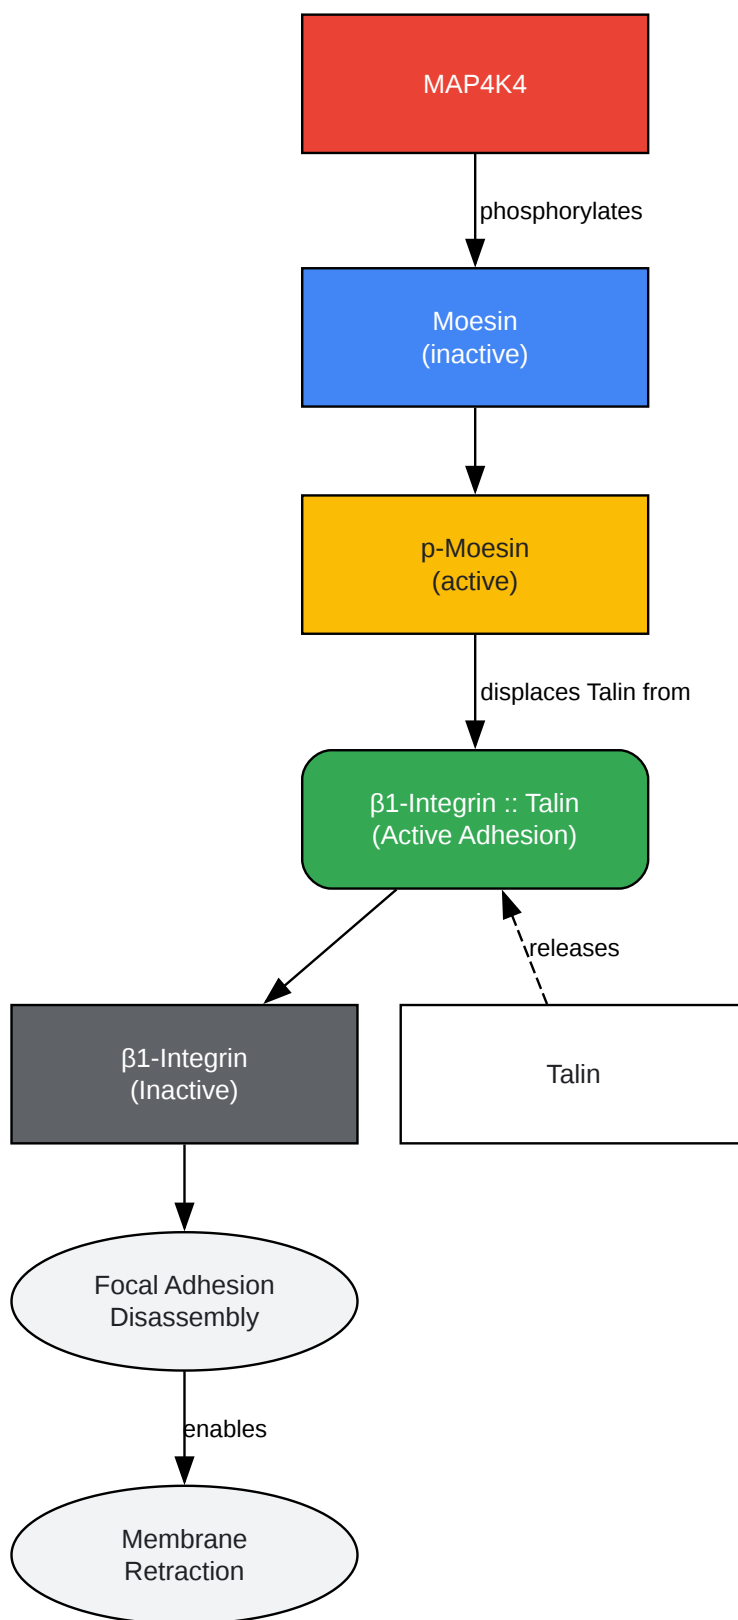 MAP4K4
phosphorylates
Moesin
(inactive)
p-Moesin
(active)
displaces Talin from
β1-Integrin :: Talin
(Active Adhesion)
releases
β1-Integrin
(Inactive)
Talin
Focal Adhesion
Disassembly
enables
Membrane
Retraction